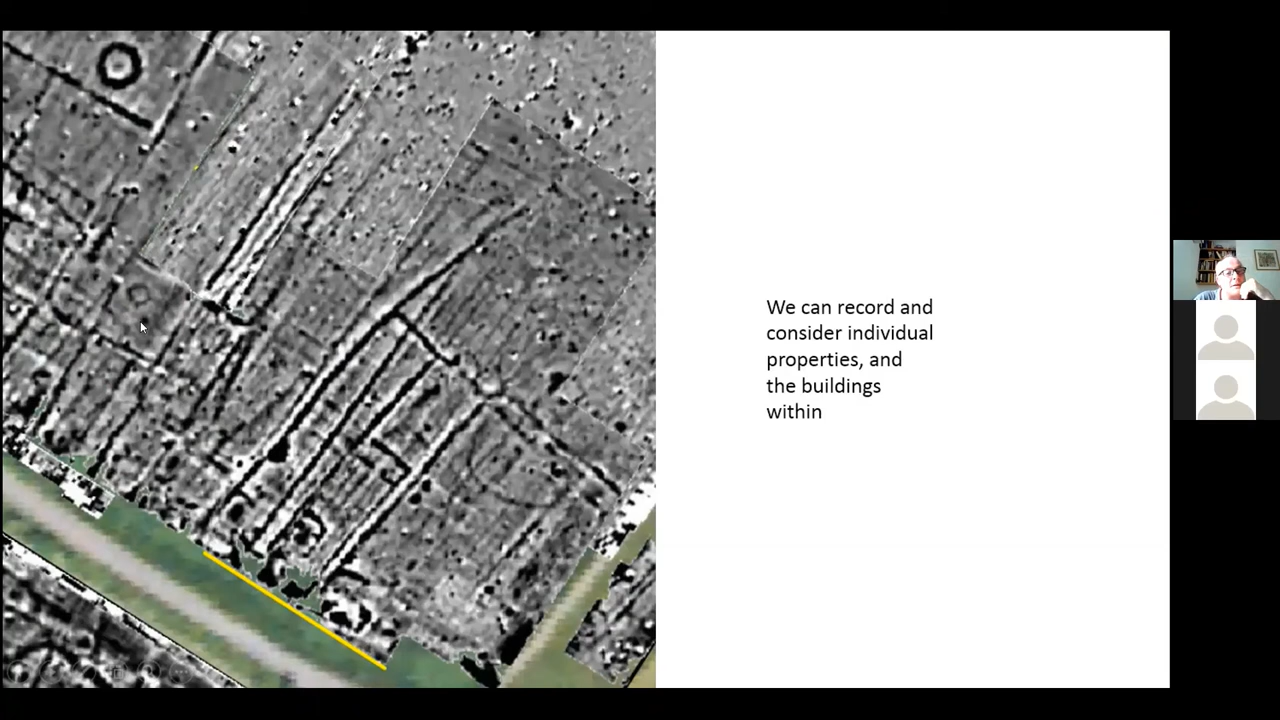 We can record and
consider individual
properties, and
the buildings
within